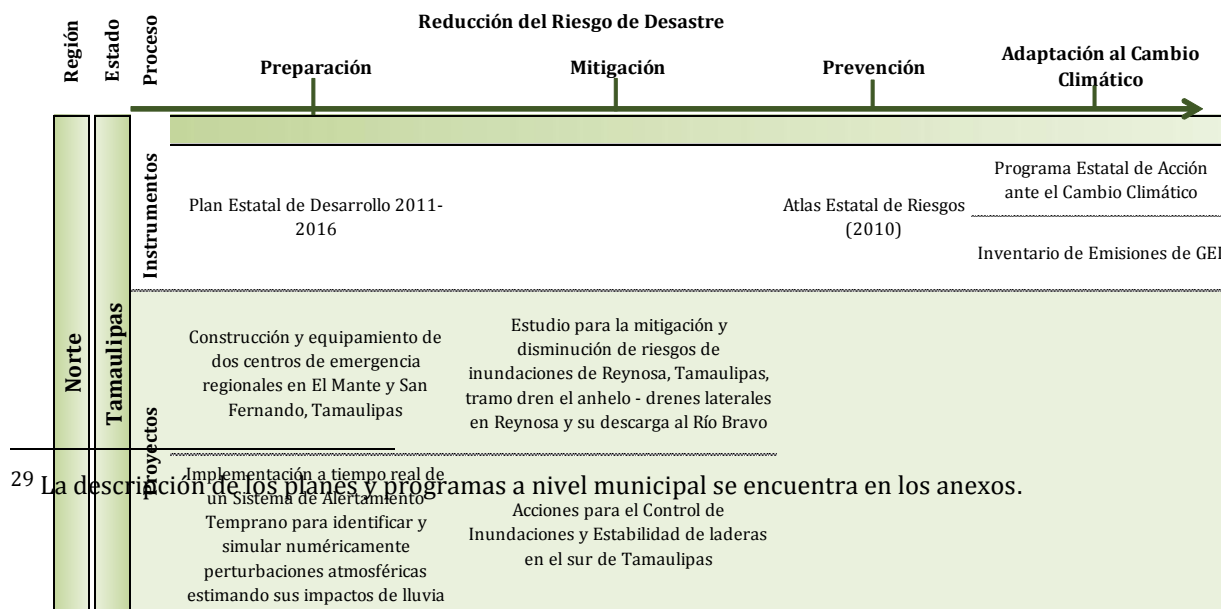 Reducción del Riesgo de Desastre
Región
Estado
Proceso
Preparación
Mitigación
Prevención
Adaptación al Cambio
Climático
Norte
Tamaulipas
Instrumentos
Plan Estatal de Desarrollo 2011-
2016
Atlas Estatal de Riesgos
(2010)
Programa Estatal de Acción
ante el Cambio Climático
Inventario de Emisiones de GEI
Proyectos
Construcción y equipamiento de
dos centros de emergencia
regionales en El Mante y San
Fernando, Tamaulipas
Estudio para la mitigación y
disminución de riesgos de
inundaciones de Reynosa, Tamaulipas,
tramo dren el anhelo - drenes laterales
en Reynosa y su descarga al Río Bravo
Implementación a tiempo real de
un Sistema de Alertamiento
Temprano para identificar y
simular numéricamente
perturbaciones atmosféricas
estimando sus impactos de lluvia
Acciones para el Control de
Inundaciones y Estabilidad de laderas
en el sur de Tamaulipas
29 La descripción de los planes y programas a nivel municipal se encuentra en los anexos.